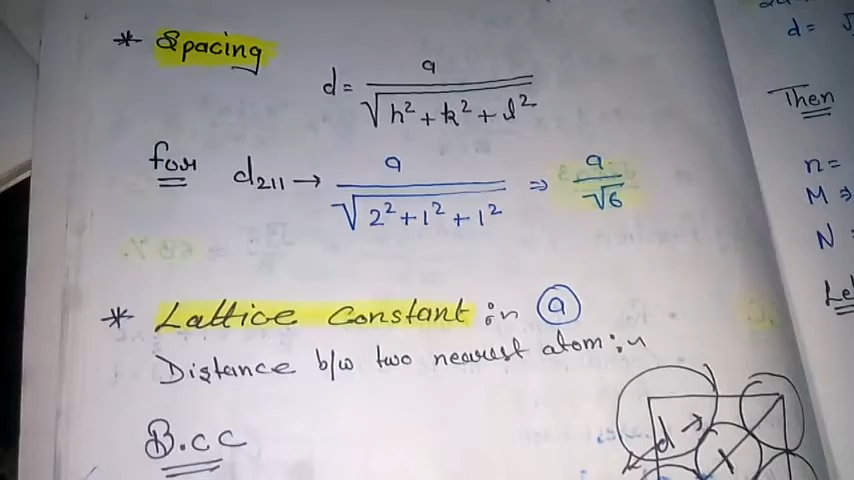 * Spacing
d = a / √h² + k² + l²
for d₂₁₁ → a / √2² + 1² + 1² ⇒ a / √6
* Lattice Constant :n a
Distance b/w two nearest atom :n
B.C C
d
d =
Then
n =
M ⇒
N